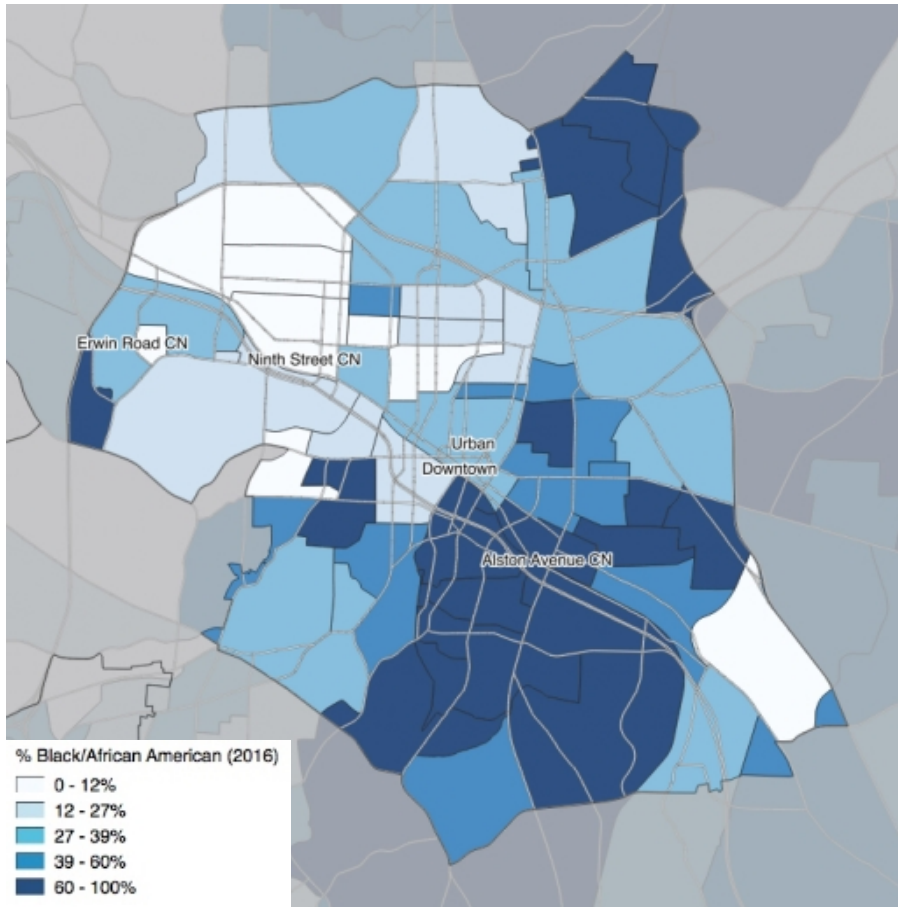 Erwin Road CN
Ninth Street CN
Urban
Downtown
Alston Avenue CN
% Black/African American (2016)
0 - 12%
12 - 27%
27 - 39%
39 - 60%
60 - 100%